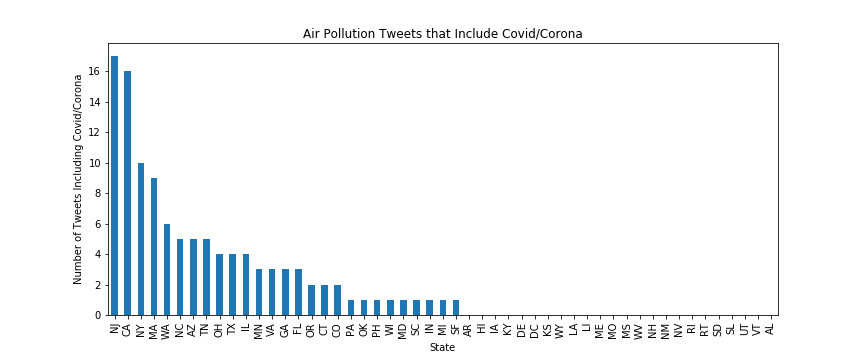 Air Pollution Tweets that Include Covid/Corona
Number of Tweets Including Covid/Corona
16
14
12
10
8
6
4
2
0
NJ CA NY MA WA NC AZ TN OH TX IL MN VA GA FL OR CT CO PA OK PH WI MD SC IN MI SF AR HI IA KY DE DC KS WY LA LI ME MO MS WV NH NM NV RI RT SD SL UT VT AL
State